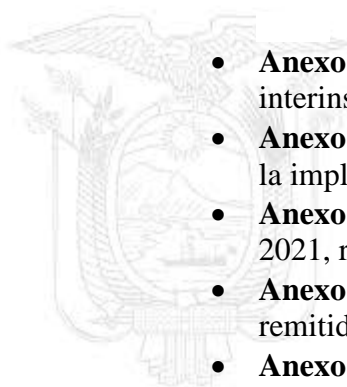 • Anexo
interins
• Anexo
la impl
• Anexo
2021, r
• Anexo
remitid
• Anexo